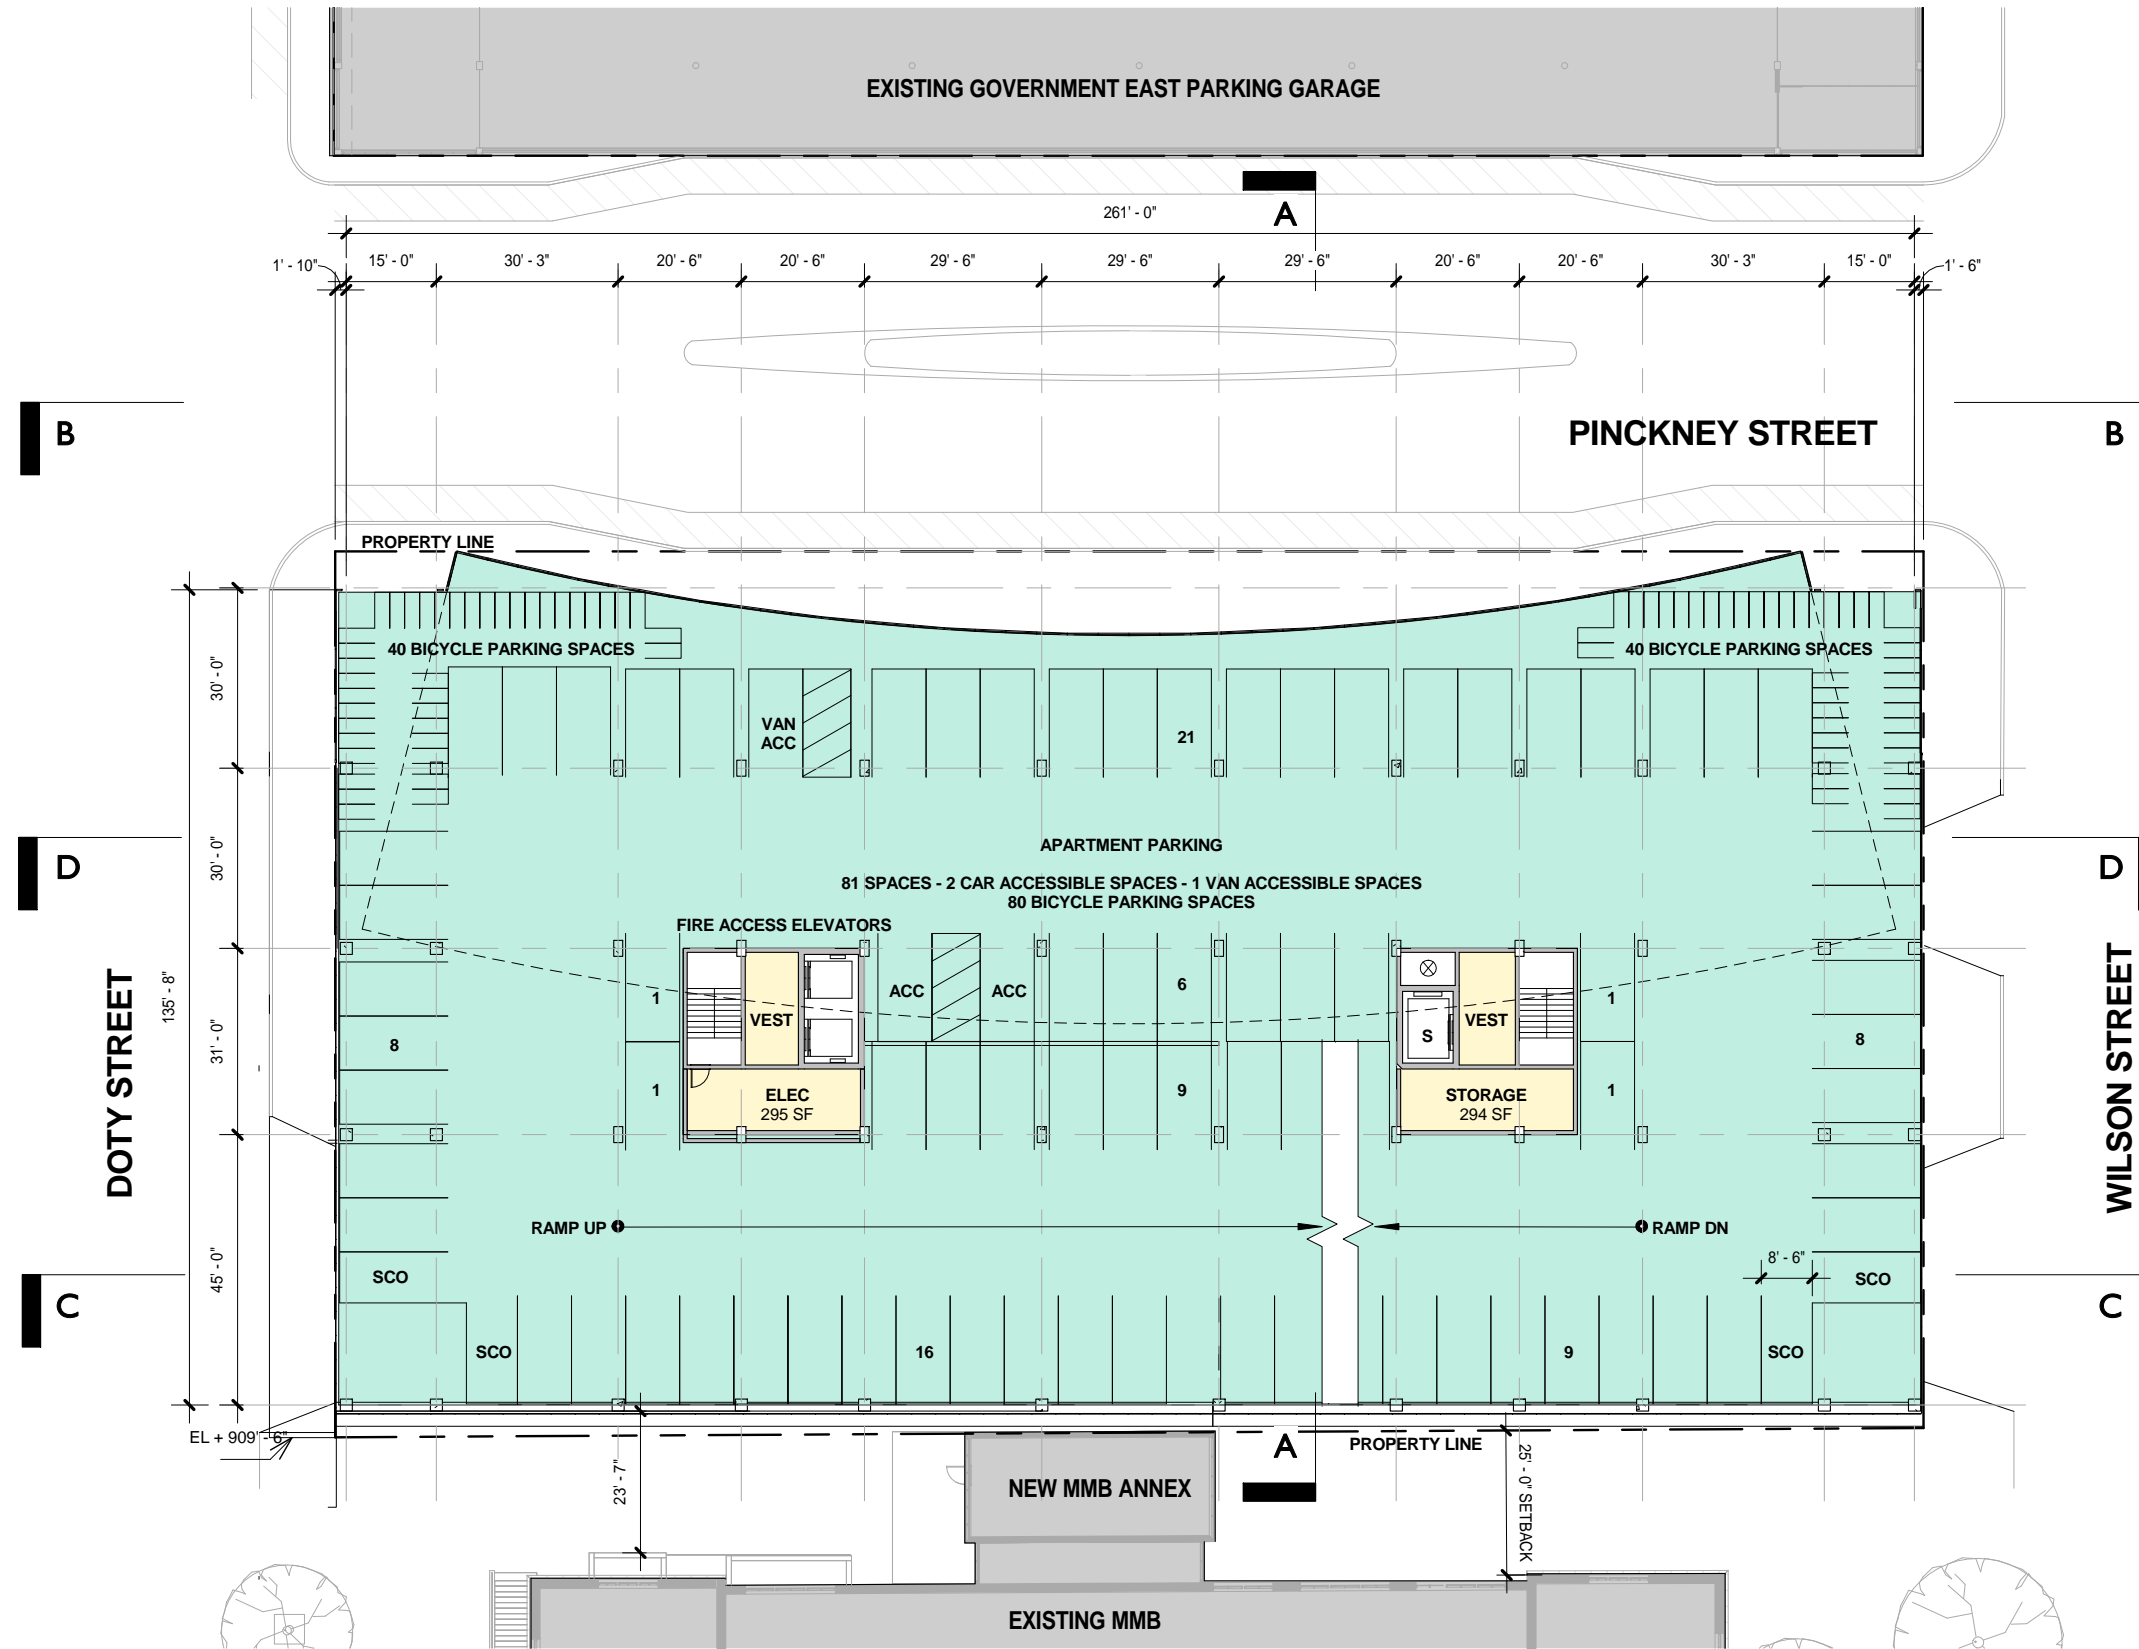 EXISTING GOVERNMENT EAST PARKING GARAGE
A
261' - 0"
1' - 10"
15' - 0"
30' - 3"
20' - 6"
20' - 6"
29' - 6"
29' - 6"
29' - 6"
20' - 6"
20' - 6"
30' - 3"
15' - 0"
1' - 6"
B
PINCKNEY STREET
B
PROPERTY LINE
40 BICYCLE PARKING SPACES
40 BICYCLE PARKING SPACES
30' - 0"
VAN
ACC
21
D
30' - 0"
APARTMENT PARKING
81 SPACES - 2 CAR ACCESSIBLE SPACES - 1 VAN ACCESSIBLE SPACES
80 BICYCLE PARKING SPACES
D
FIRE ACCESS ELEVATORS
DOTY STREET
135' - 8"
31' - 0"
8
1
VEST
ACC
ACC
6
S
VEST
1
8
WILSON STREET
1
ELEC
295 SF
9
STORAGE
294 SF
1
45' - 0"
RAMP UP
RAMP DN
8' - 6"
C
SCO
SCO
C
SCO
16
9
SCO
EL + 909' - 6"
23' - 7"
A
PROPERTY LINE
25' - 0" SETBACK
NEW MMB ANNEX
EXISTING MMB